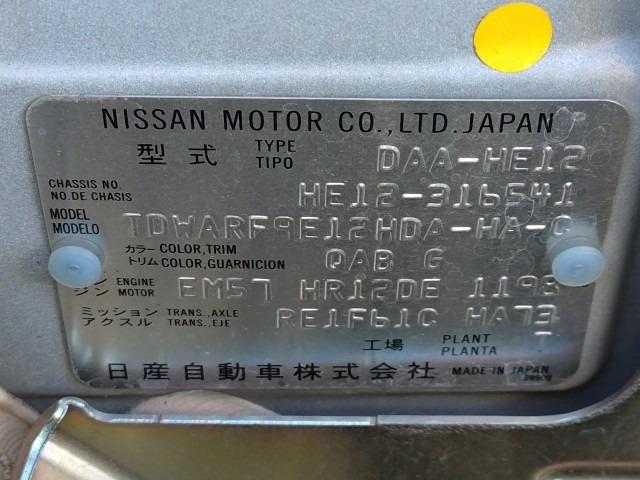 NISSAN MOTOR CO.,LTD.JAPAN
型式 TYPE TIPO DAA-HE12
CHASSIS NO. NO.DE CHASIS HE12-316541
MODEL MODELO TDWARF9E12HDA-HA-C
カラー COLOR,TRIM
トリム COLOR,GUARNICION QAB G
ジン ENGINE MOTOR EM57 HR12DE 1198
ミッション TRANS.,AXLE
アクスル TRANS.,EJE RE1F61C HA73
工場 PLANT PLANTA T
日産自動車株式会社 MADE IN JAPAN